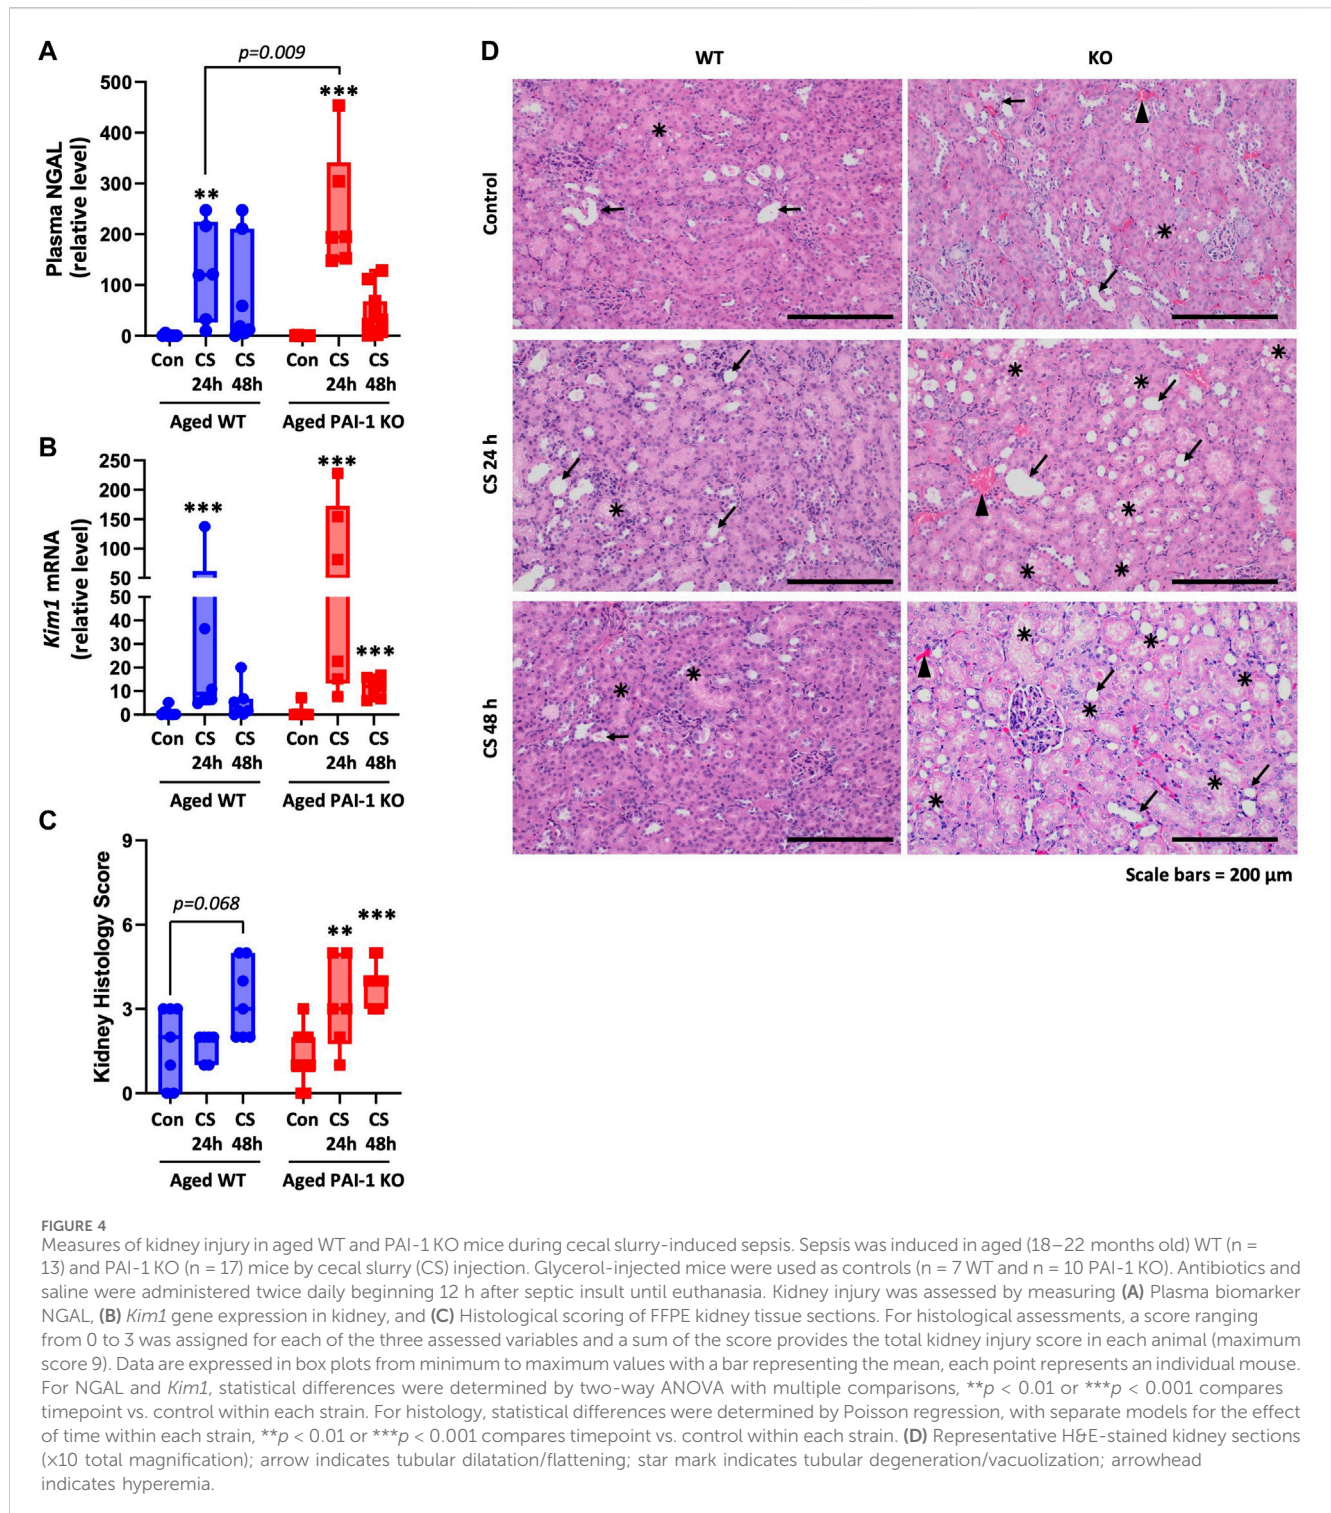 A
p=0.009
500
400
300
200
100
0
Plasma NGAL
(relative level)
***
**
Con CS CS Con CS CS
24h 48h 24h 48h
Aged WT Aged PAI-1 KO
B
250
200
150
100
50
50
40
30
20
10
0
Kim1 mRNA
(relative level)
***
***
***
Con CS CS Con CS CS
24h 48h 24h 48h
Aged WT Aged PAI-1 KO
C
9
6
3
0
Kidney Histology Score
p=0.068
**
***
Con CS CS Con CS CS
24h 48h 24h 48h
Aged WT Aged PAI-1 KO
D
WT KO
Control
CS 24 h
CS 48 h
Scale bars = 200 µm
FIGURE 4
Measures of kidney injury in aged WT and PAI-1 KO mice during cecal slurry-induced sepsis. Sepsis was induced in aged (18–22 months old) WT (n =
13) and PAI-1 KO (n = 17) mice by cecal slurry (CS) injection. Glycerol-injected mice were used as controls (n = 7 WT and n = 10 PAI-1 KO). Antibiotics and
saline were administered twice daily beginning 12 h after septic insult until euthanasia. Kidney injury was assessed by measuring (A) Plasma biomarker
NGAL, (B) Kim1 gene expression in kidney, and (C) Histological scoring of FFPE kidney tissue sections. For histological assessments, a score ranging
from 0 to 3 was assigned for each of the three assessed variables and a sum of the score provides the total kidney injury score in each animal (maximum
score 9). Data are expressed in box plots from minimum to maximum values with a bar representing the mean, each point represents an individual mouse.
For NGAL and Kim1, statistical differences were determined by two-way ANOVA with multiple comparisons, **p < 0.01 or ***p < 0.001 compares
timepoint vs. control within each strain. For histology, statistical differences were determined by Poisson regression, with separate models for the effect
of time within each strain, **p < 0.01 or ***p < 0.001 compares timepoint vs. control within each strain. (D) Representative H&E-stained kidney sections
(×10 total magnification); arrow indicates tubular dilatation/flattening; star mark indicates tubular degeneration/vacuolization; arrowhead
indicates hyperemia.